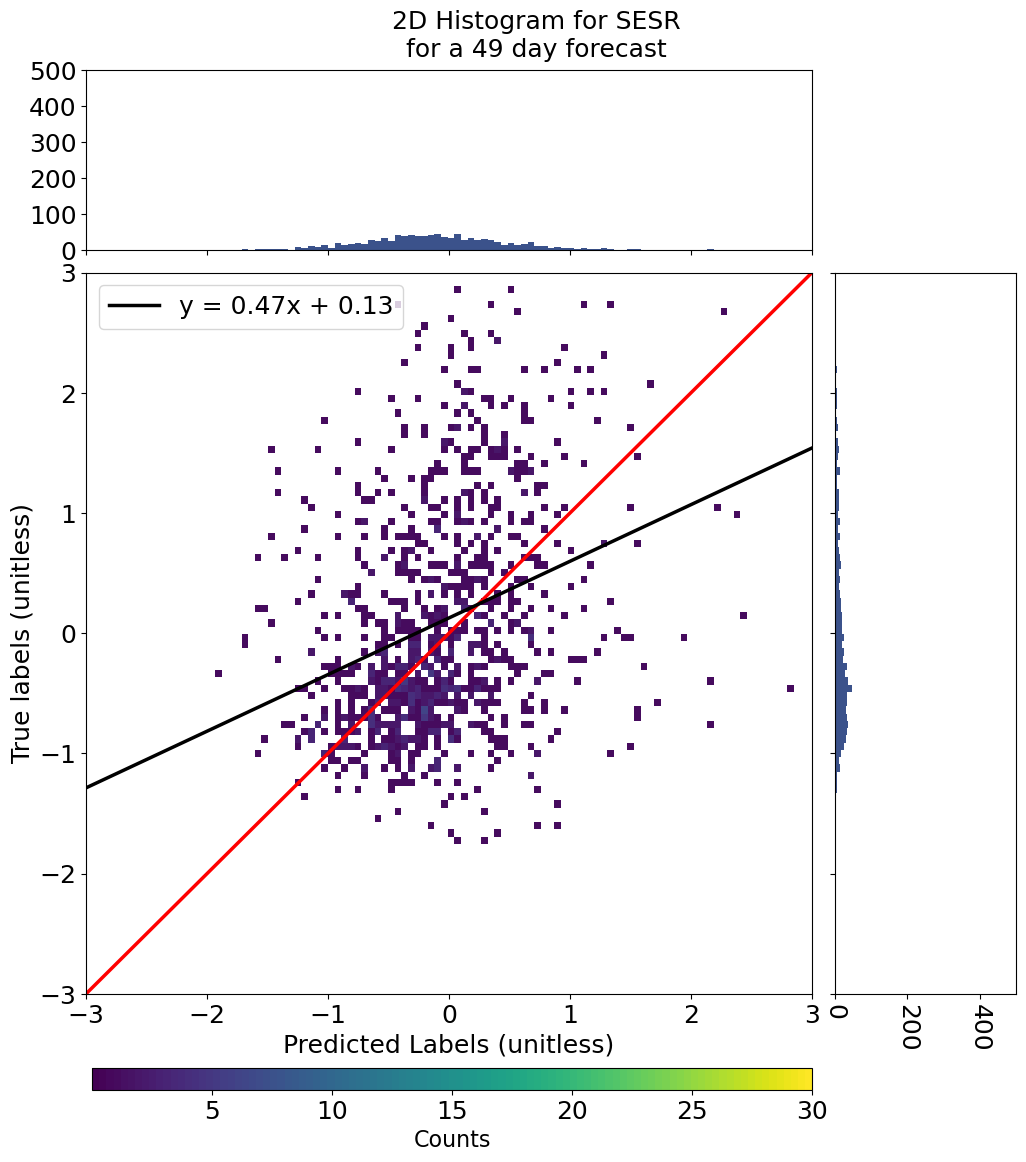 2D Histogram for SESR
for a 49 day forecast
500
400
300
200
100
0
3
2
1
0
−1
−2
−3
True labels (unitless)
y = 0.47x + 0.13
−3 −2 −1 0 1 2 3
Predicted Labels (unitless)
0 200 400
5 10 15 20 25 30
Counts